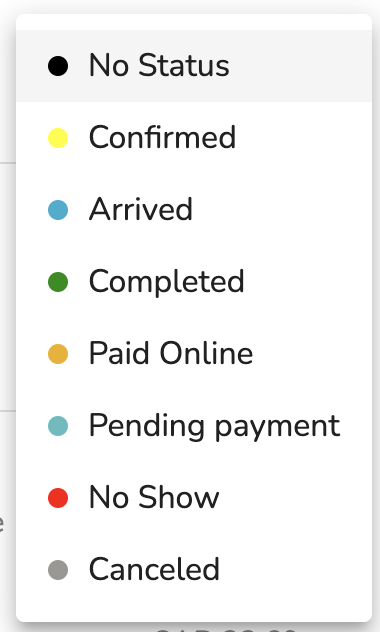 No Status
Confirmed
Arrived
Completed
Paid Online
Pending payment
No Show
Canceled